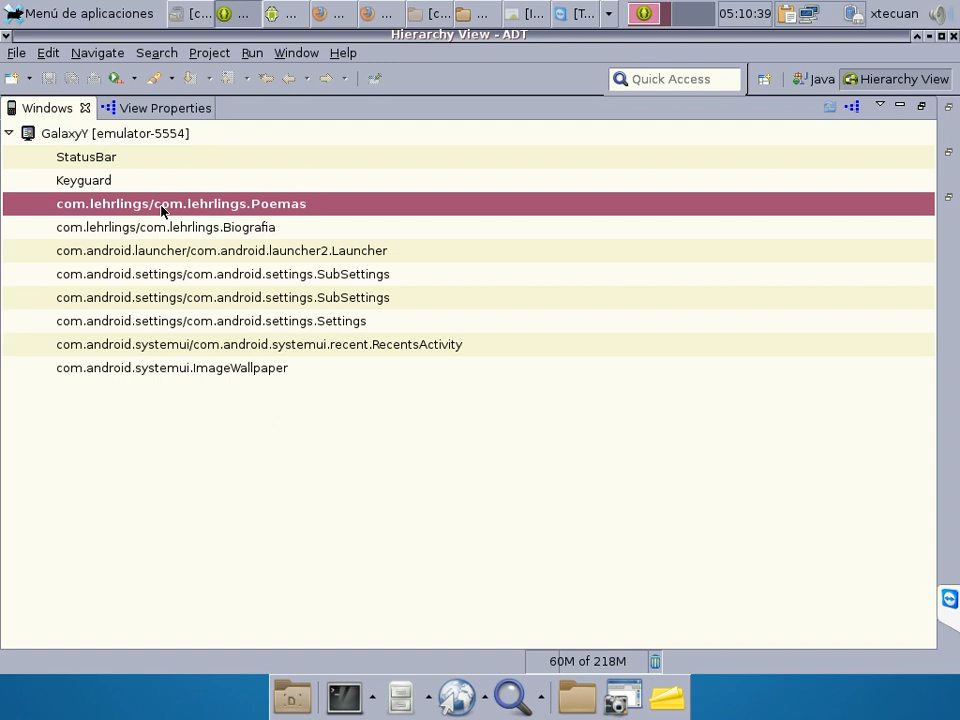 Menú de aplicaciones
[c...
...
...
...
...
[c...
...
[I...
[T...
05:10:39
xtecuan
Hierarchy View - ADT
File Edit Navigate Search Project Run Window Help
Quick Access
Java
Hierarchy View
Windows
View Properties
GalaxyY [emulator-5554]
StatusBar
Keyguard
com.lehrlings/com.lehrlings.Poemas
com.lehrlings/com.lehrlings.Biografia
com.android.launcher/com.android.launcher2.Launcher
com.android.settings/com.android.settings.SubSettings
com.android.settings/com.android.settings.SubSettings
com.android.settings/com.android.settings.Settings
com.android.systemui/com.android.systemui.recent.RecentsActivity
com.android.systemui.ImageWallpaper
60M of 218M
D